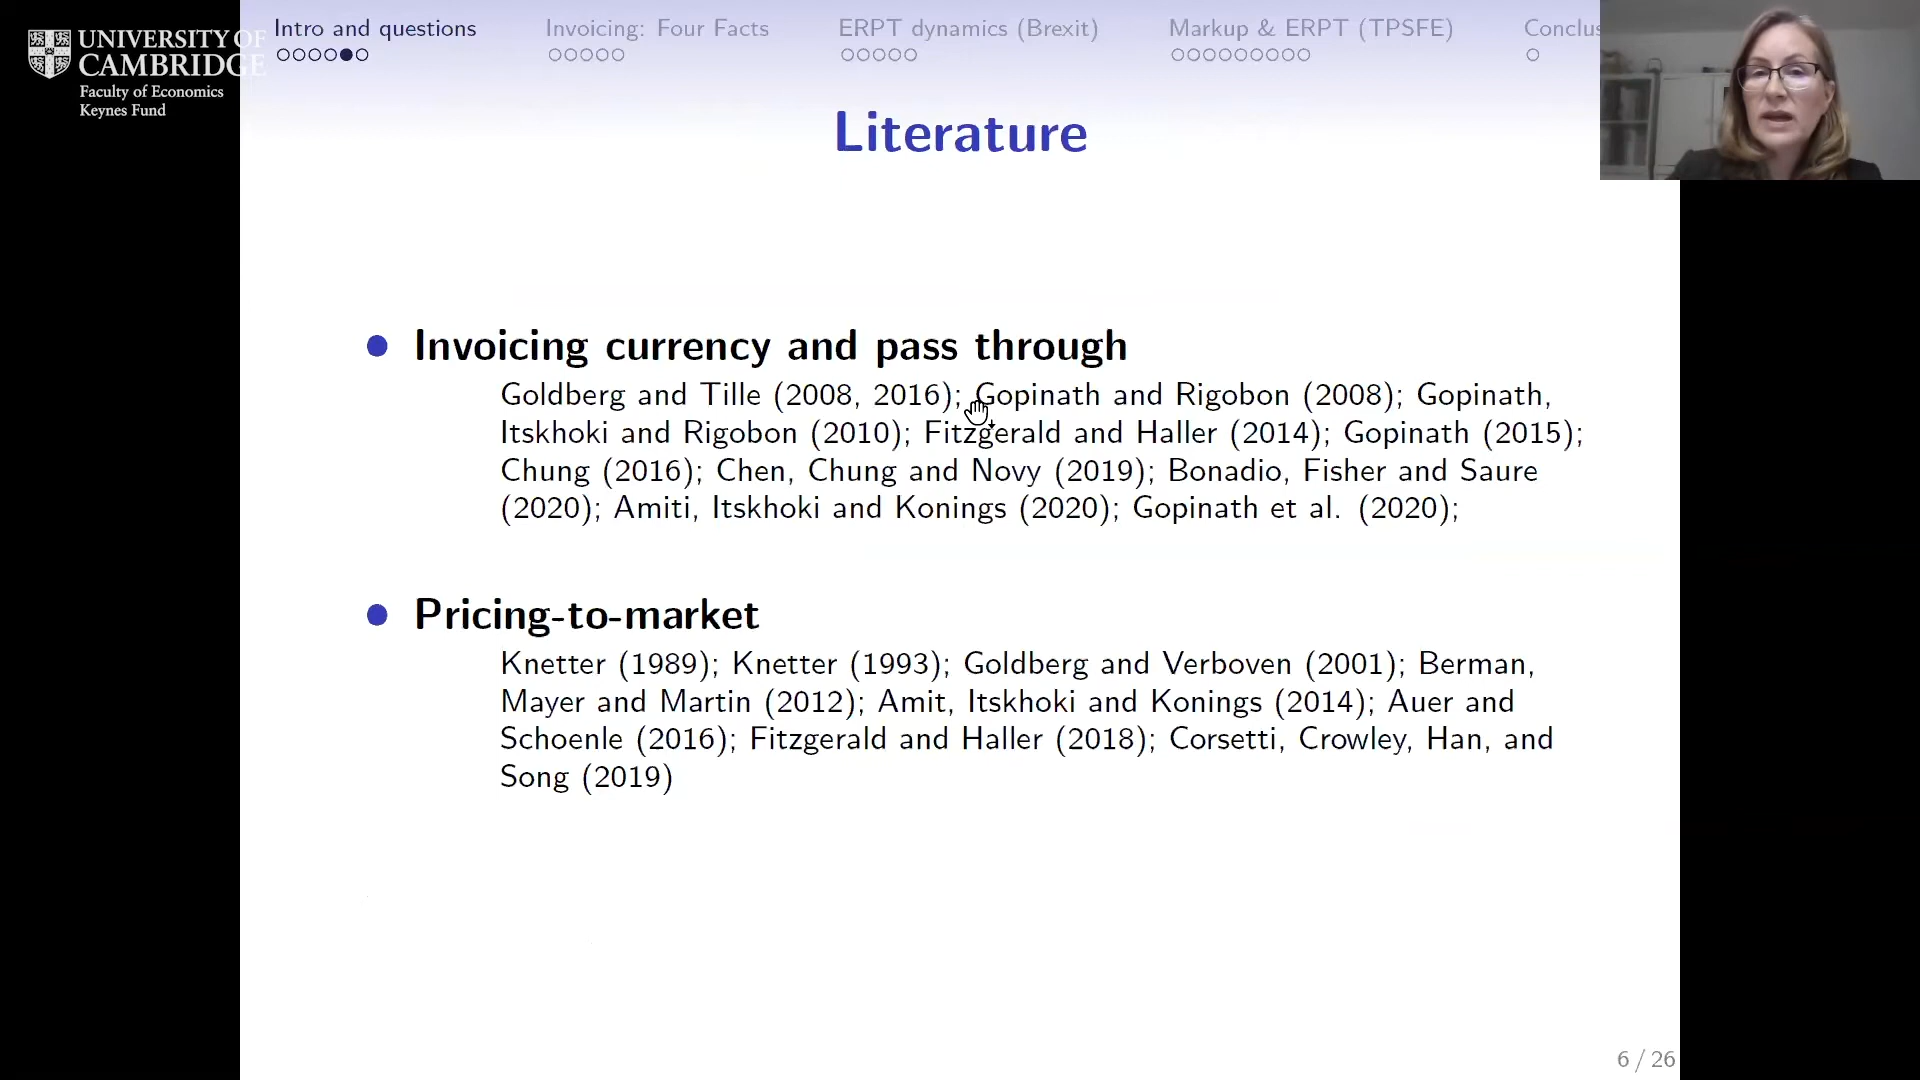 UNIVERSITY OF
CAMBRIDGE
Faculty of Economics
Keynes Fund
Intro and questions
Invoicing: Four Facts
ERPT dynamics (Brexit)
Markup & ERPT (TPSFE)
Conclus
Literature
Invoicing currency and pass through
Goldberg and Tille (2008, 2016); Gopinath and Rigobon (2008); Gopinath,
Itskhoki and Rigobon (2010); Fitzgerald and Haller (2014); Gopinath (2015);
Chung (2016); Chen, Chung and Novy (2019); Bonadio, Fisher and Saure
(2020); Amiti, Itskhoki and Konings (2020); Gopinath et al. (2020);
Pricing-to-market
Knetter (1989); Knetter (1993); Goldberg and Verboven (2001); Berman,
Mayer and Martin (2012); Amit, Itskhoki and Konings (2014); Auer and
Schoenle (2016); Fitzgerald and Haller (2018); Corsetti, Crowley, Han, and
Song (2019)
6 / 26